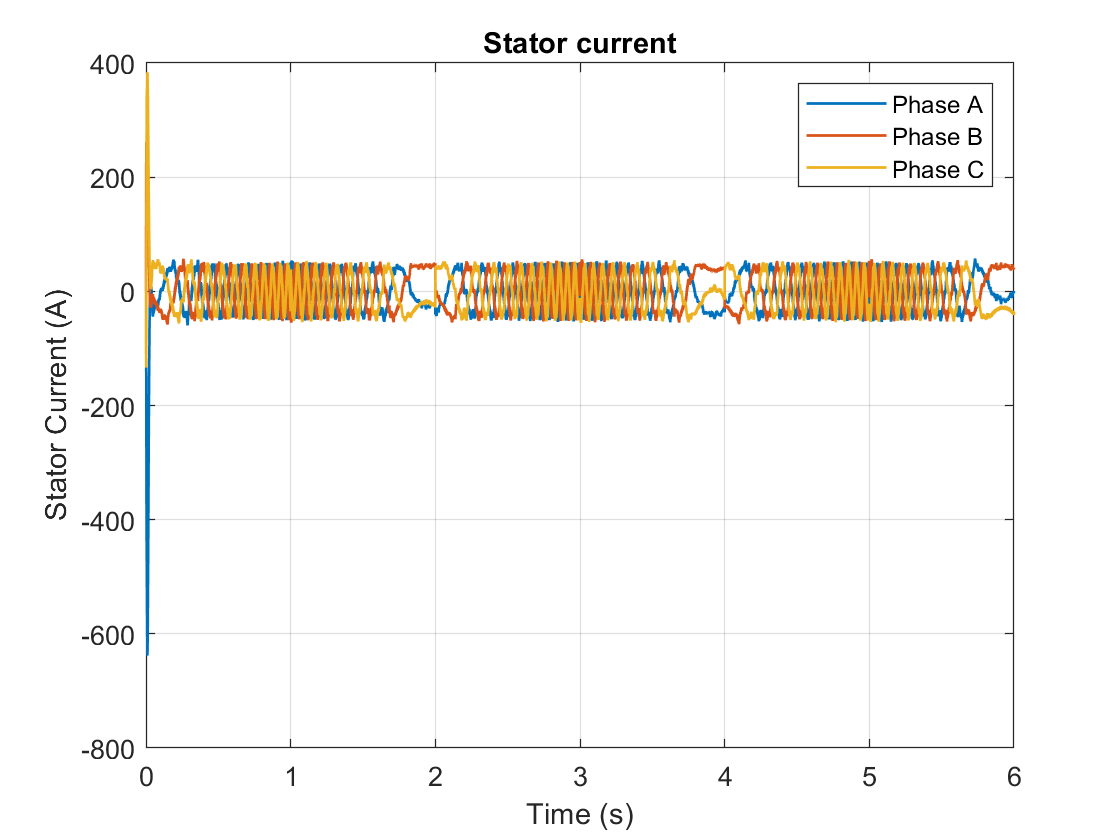 Stator current
400
200
0
-200
-400
-600
-800
Stator Current (A)
Phase A
Phase B
Phase C
0 1 2 3 4 5 6
Time (s)